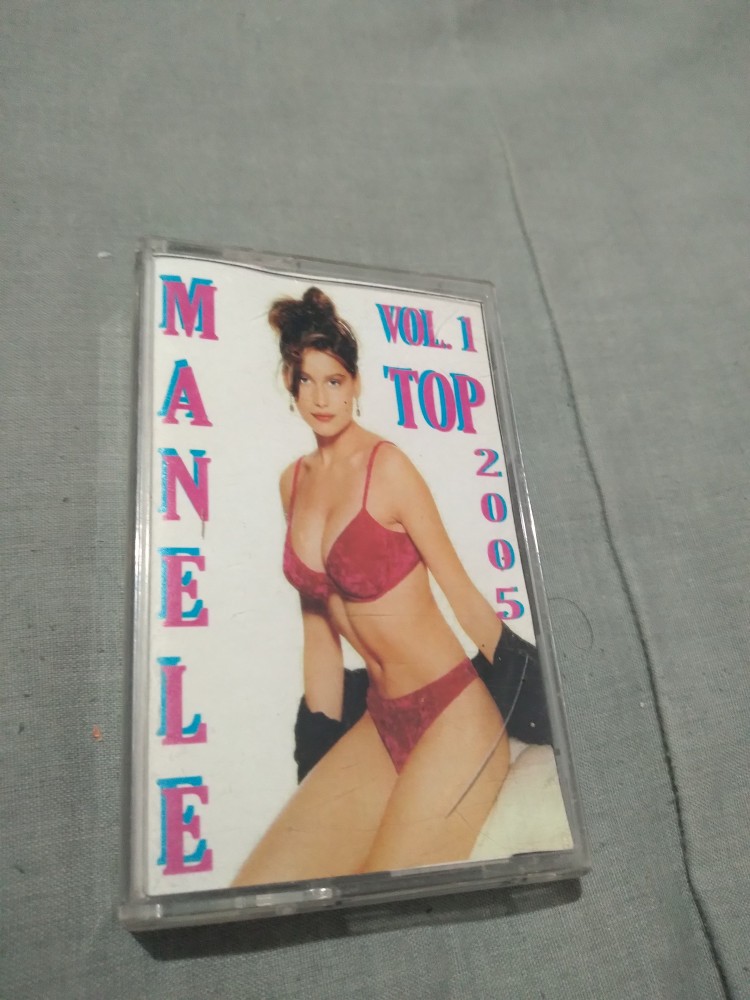 MANELE
VOL. 1
TOP
2005